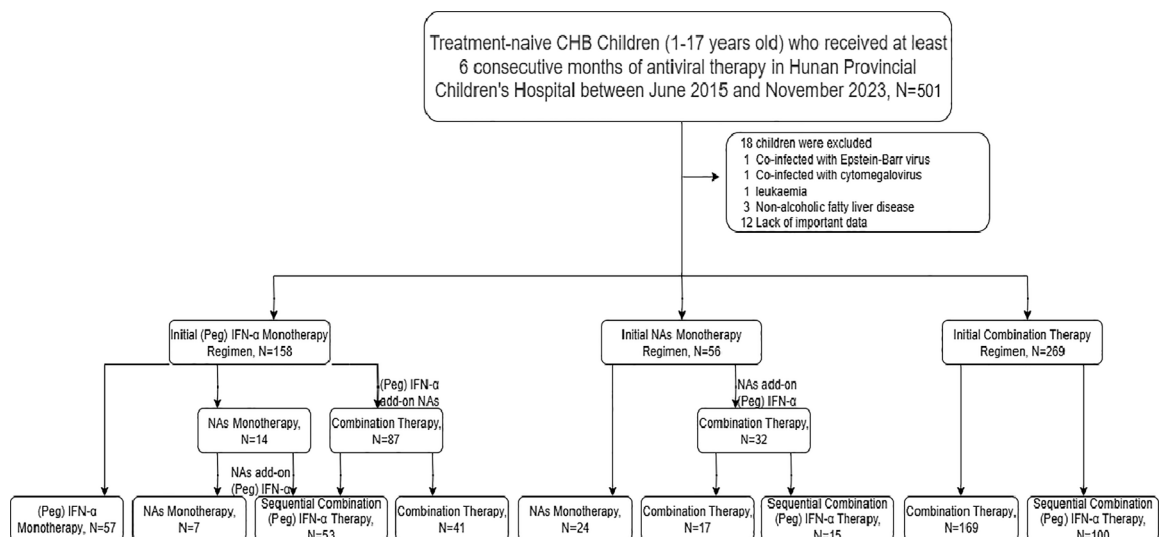 Treatment-naive CHB Children (1-17 years old) who received at least
6 consecutive months of antiviral therapy in Hunan Provincial
Children's Hospital between June 2015 and November 2023, N=501
18 children were excluded
1 Co-infected with Epstein-Barr virus
1 Co-infected with cytomegalovirus
1 leukaemia
3 Non-alcoholic fatty liver disease
12 Lack of important data
Initial (Peg) IFN-α Monotherapy
Regimen, N=158
Initial NAs Monotherapy
Regimen, N=56
Initial Combination Therapy
Regimen, N=269
(Peg) IFN-α
add-on NAs
NAs add-on
(Peg) IFN-α
NAs Monotherapy,
N=14
Combination Therapy,
N=87
Combination Therapy,
N=32
NAs add-on
(Peg) IFN-α
(Peg) IFN-α
Monotherapy, N=57
NAs Monotherapy,
N=7
Sequential Combination
(Peg) IFN-α Therapy,
N=53
Combination Therapy,
N=41
NAs Monotherapy,
N=24
Combination Therapy,
N=17
Sequential Combination
(Peg) IFN-α Therapy,
N=15
Combination Therapy,
N=169
Sequential Combination
(Peg) IFN-α Therapy,
N=100